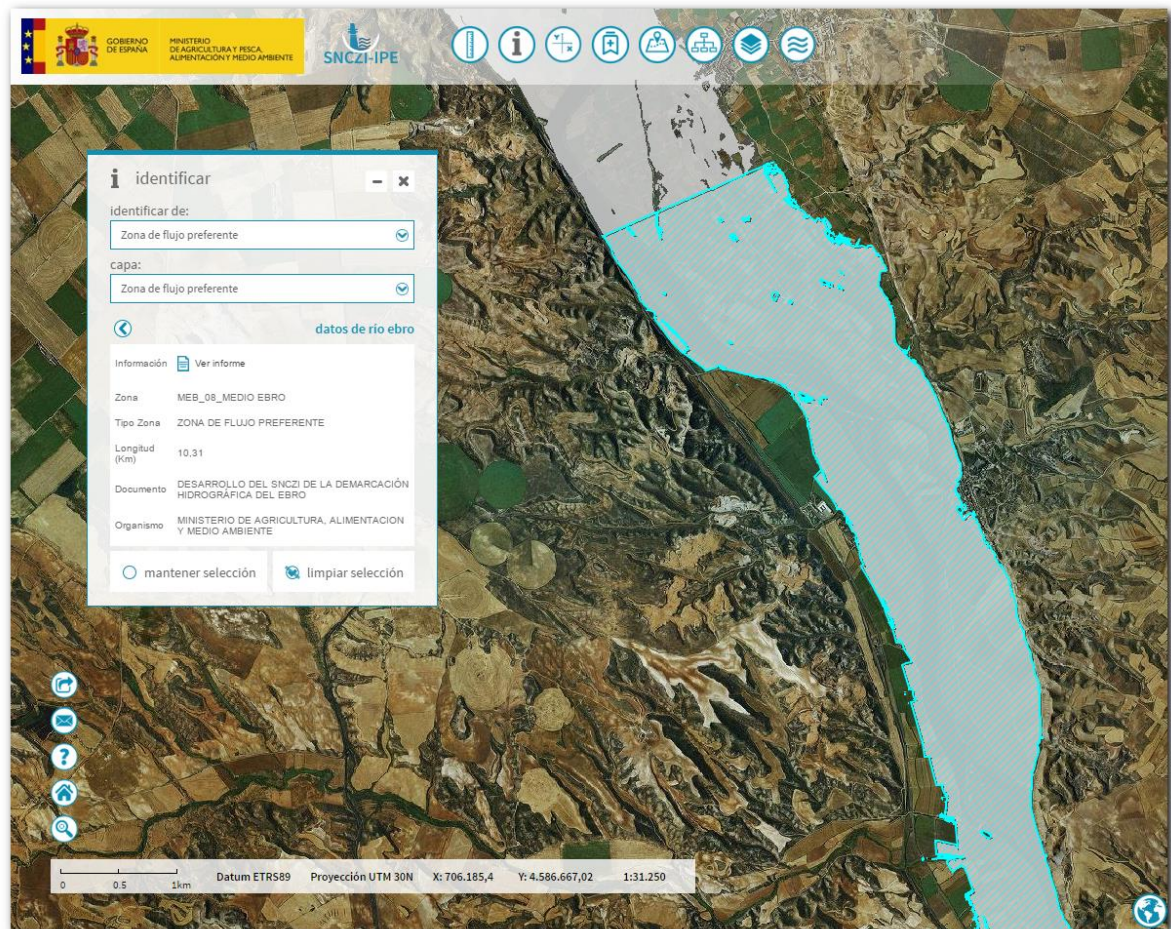 GOBIERNO
DE ESPAÑA
MINISTERIO
DE AGRICULTURA Y PESCA,
ALIMENTACIÓN Y MEDIO AMBIENTE
SNCZI-IPE
identificar
identificar de:
Zona de flujo preferente
capa:
Zona de flujo preferente
datos de rio ebro
Información Ver informe
Zona MEB_08_MEDIO EBRO
Tipo Zona ZONA DE FLUJO PREFERENTE
Longitud
(Km) 10,31
Documento DESARROLLO DEL SNCZI DE LA DEMARCACIÓN
HIDROGRÁFICA DEL EBRO
Organismo MINISTERIO DE AGRICULTURA, ALIMENTACION
Y MEDIO AMBIENTE
mantener selección limpiar selección
0 0.5 1km Datum ETRS89 Proyección UTM 30N X: 706.185,4 Y: 4.586.667,02 1:31.250